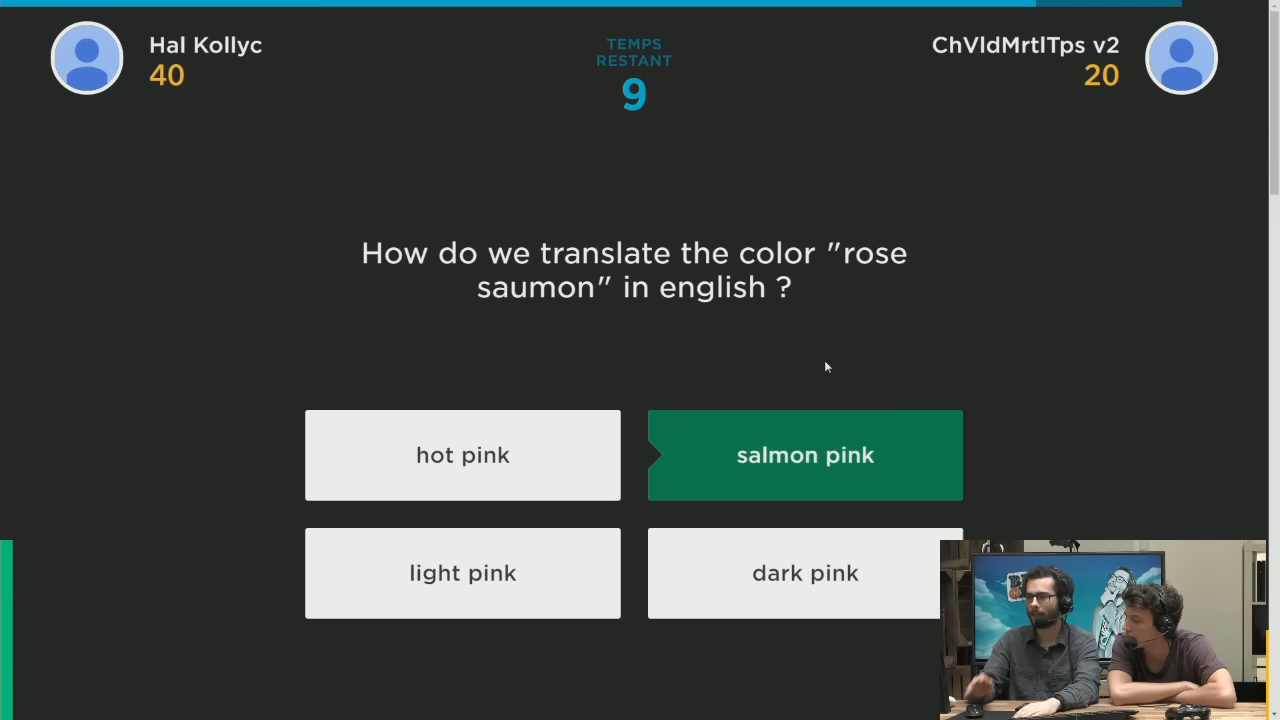 Hal Kollyc
40
TEMPS
RESTANT
9
ChVldMrtlTps v2
20
How do we translate the color "rose
saumon" in english ?
hot pink
salmon pink
light pink
dark pink